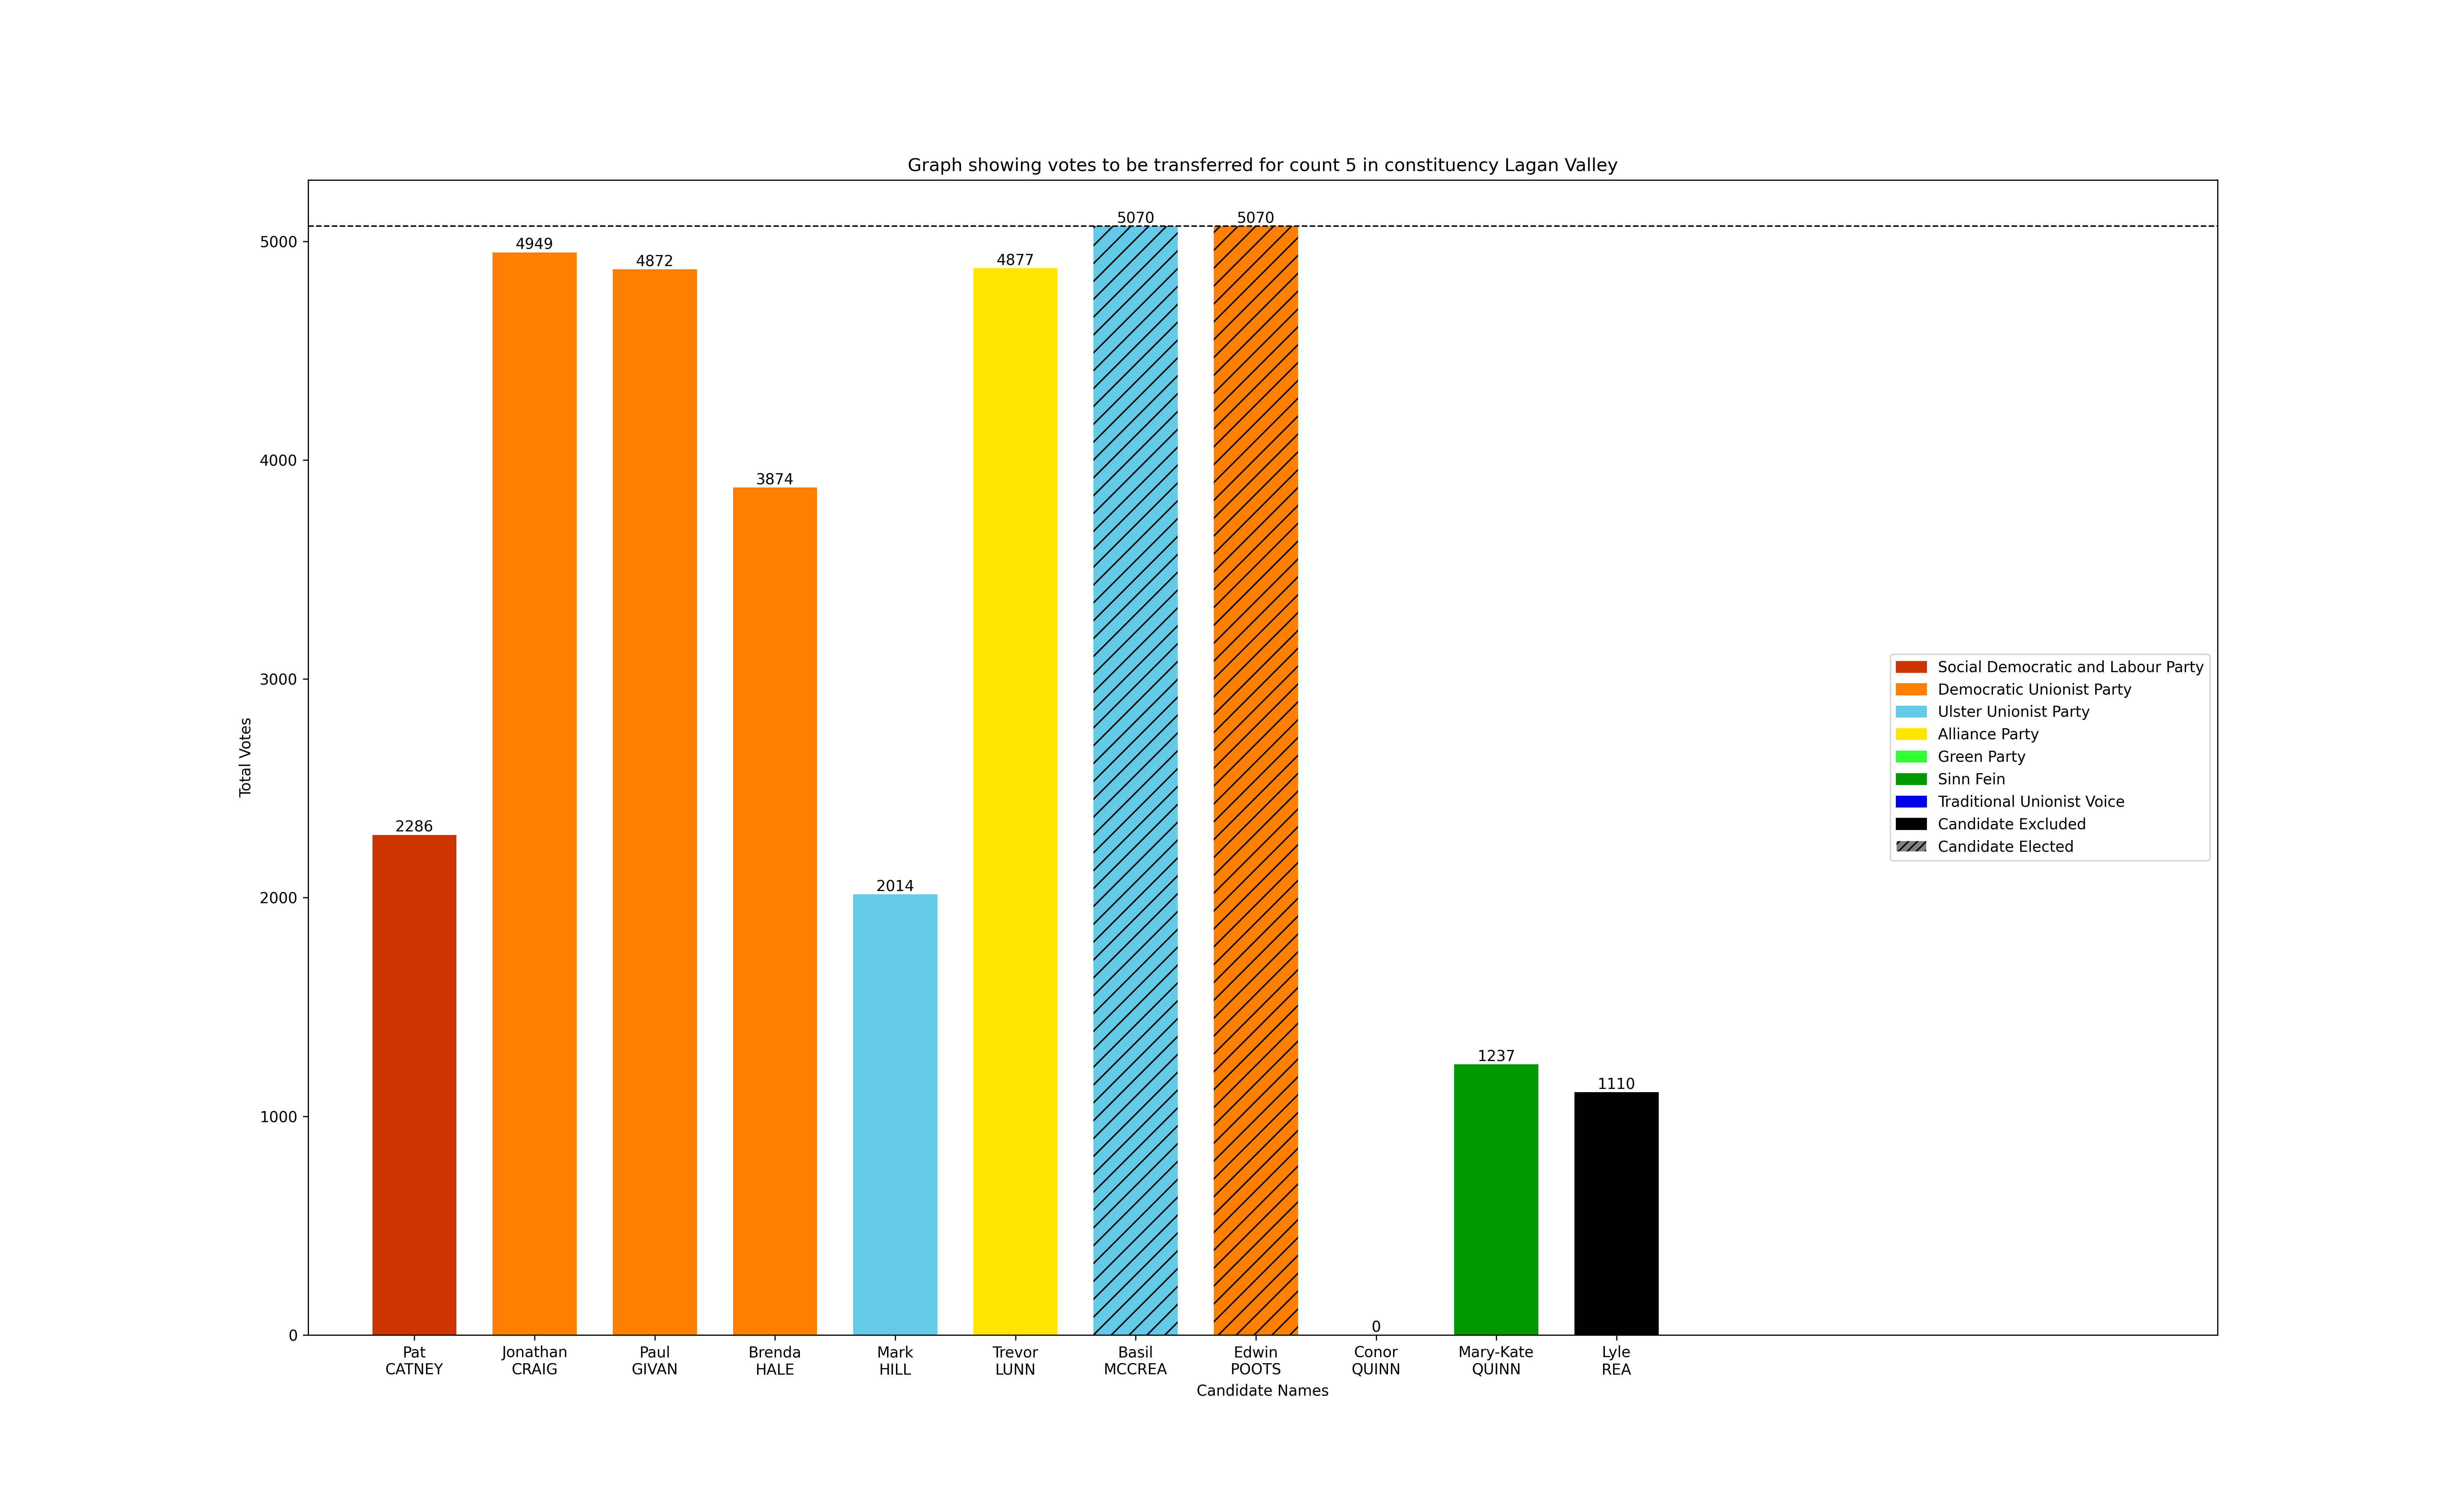 Graph showing votes to be transferred for count 5 in constituency Lagan Valley
5070
5070
5000
4949
4872
4877
4000
3874
3000
Total Votes
2286
2014
2000
1237
1110
1000
0
0
Social Democratic and Labour Party
Democratic Unionist Party
Ulster Unionist Party
Alliance Party
Green Party
Sinn Fein
Traditional Unionist Voice
Candidate Excluded
Candidate Elected
Pat
CATNEY
Jonathan
CRAIG
Paul
GIVAN
Brenda
HALE
Mark
HILL
Trevor
LUNN
Basil
MCCREA
Edwin
POOTS
Conor
QUINN
Mary-Kate
QUINN
Lyle
REA
Candidate Names